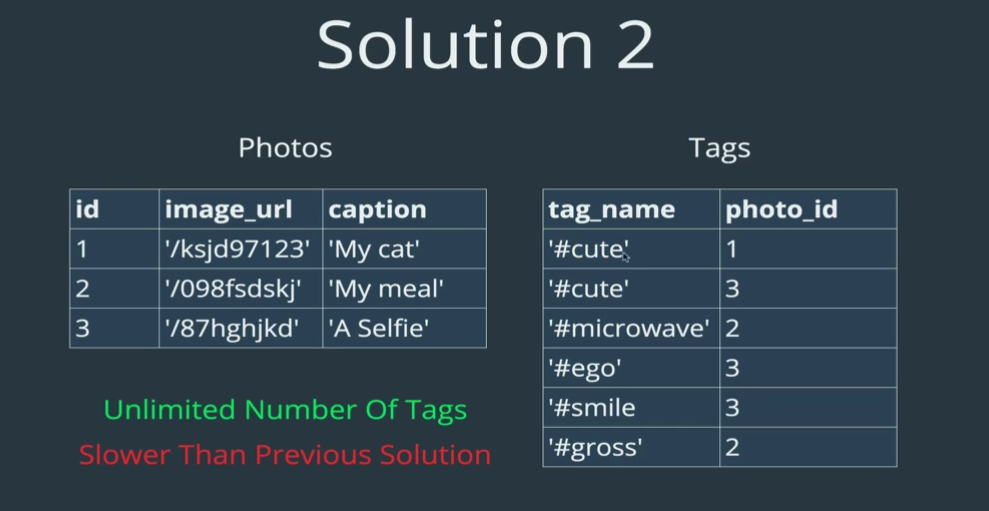 Solution 2
Photos
id image_url caption
1 '/ksjd97123' 'My cat'
2 '/098fsdskj' 'My meal'
3 '/87hghjkd' 'A Selfie'
Unlimited Number Of Tags
Slower Than Previous Solution
Tags
tag_name photo_id
'#cute' 1
'#cute' 3
'#microwave' 2
'#ego' 3
'#smile 3
'#gross' 2